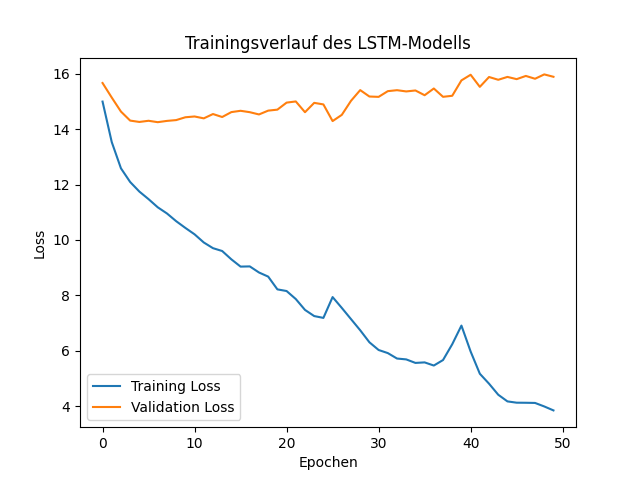 Trainingsverlauf des LSTM-Modells
16
14
12
10
8
6
4
Loss
Training Loss
Validation Loss
0 10 20 30 40 50
Epochen